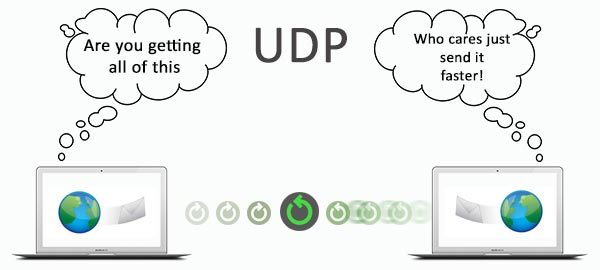 UDP
Are you getting
all of this
Who cares just
send it
faster!